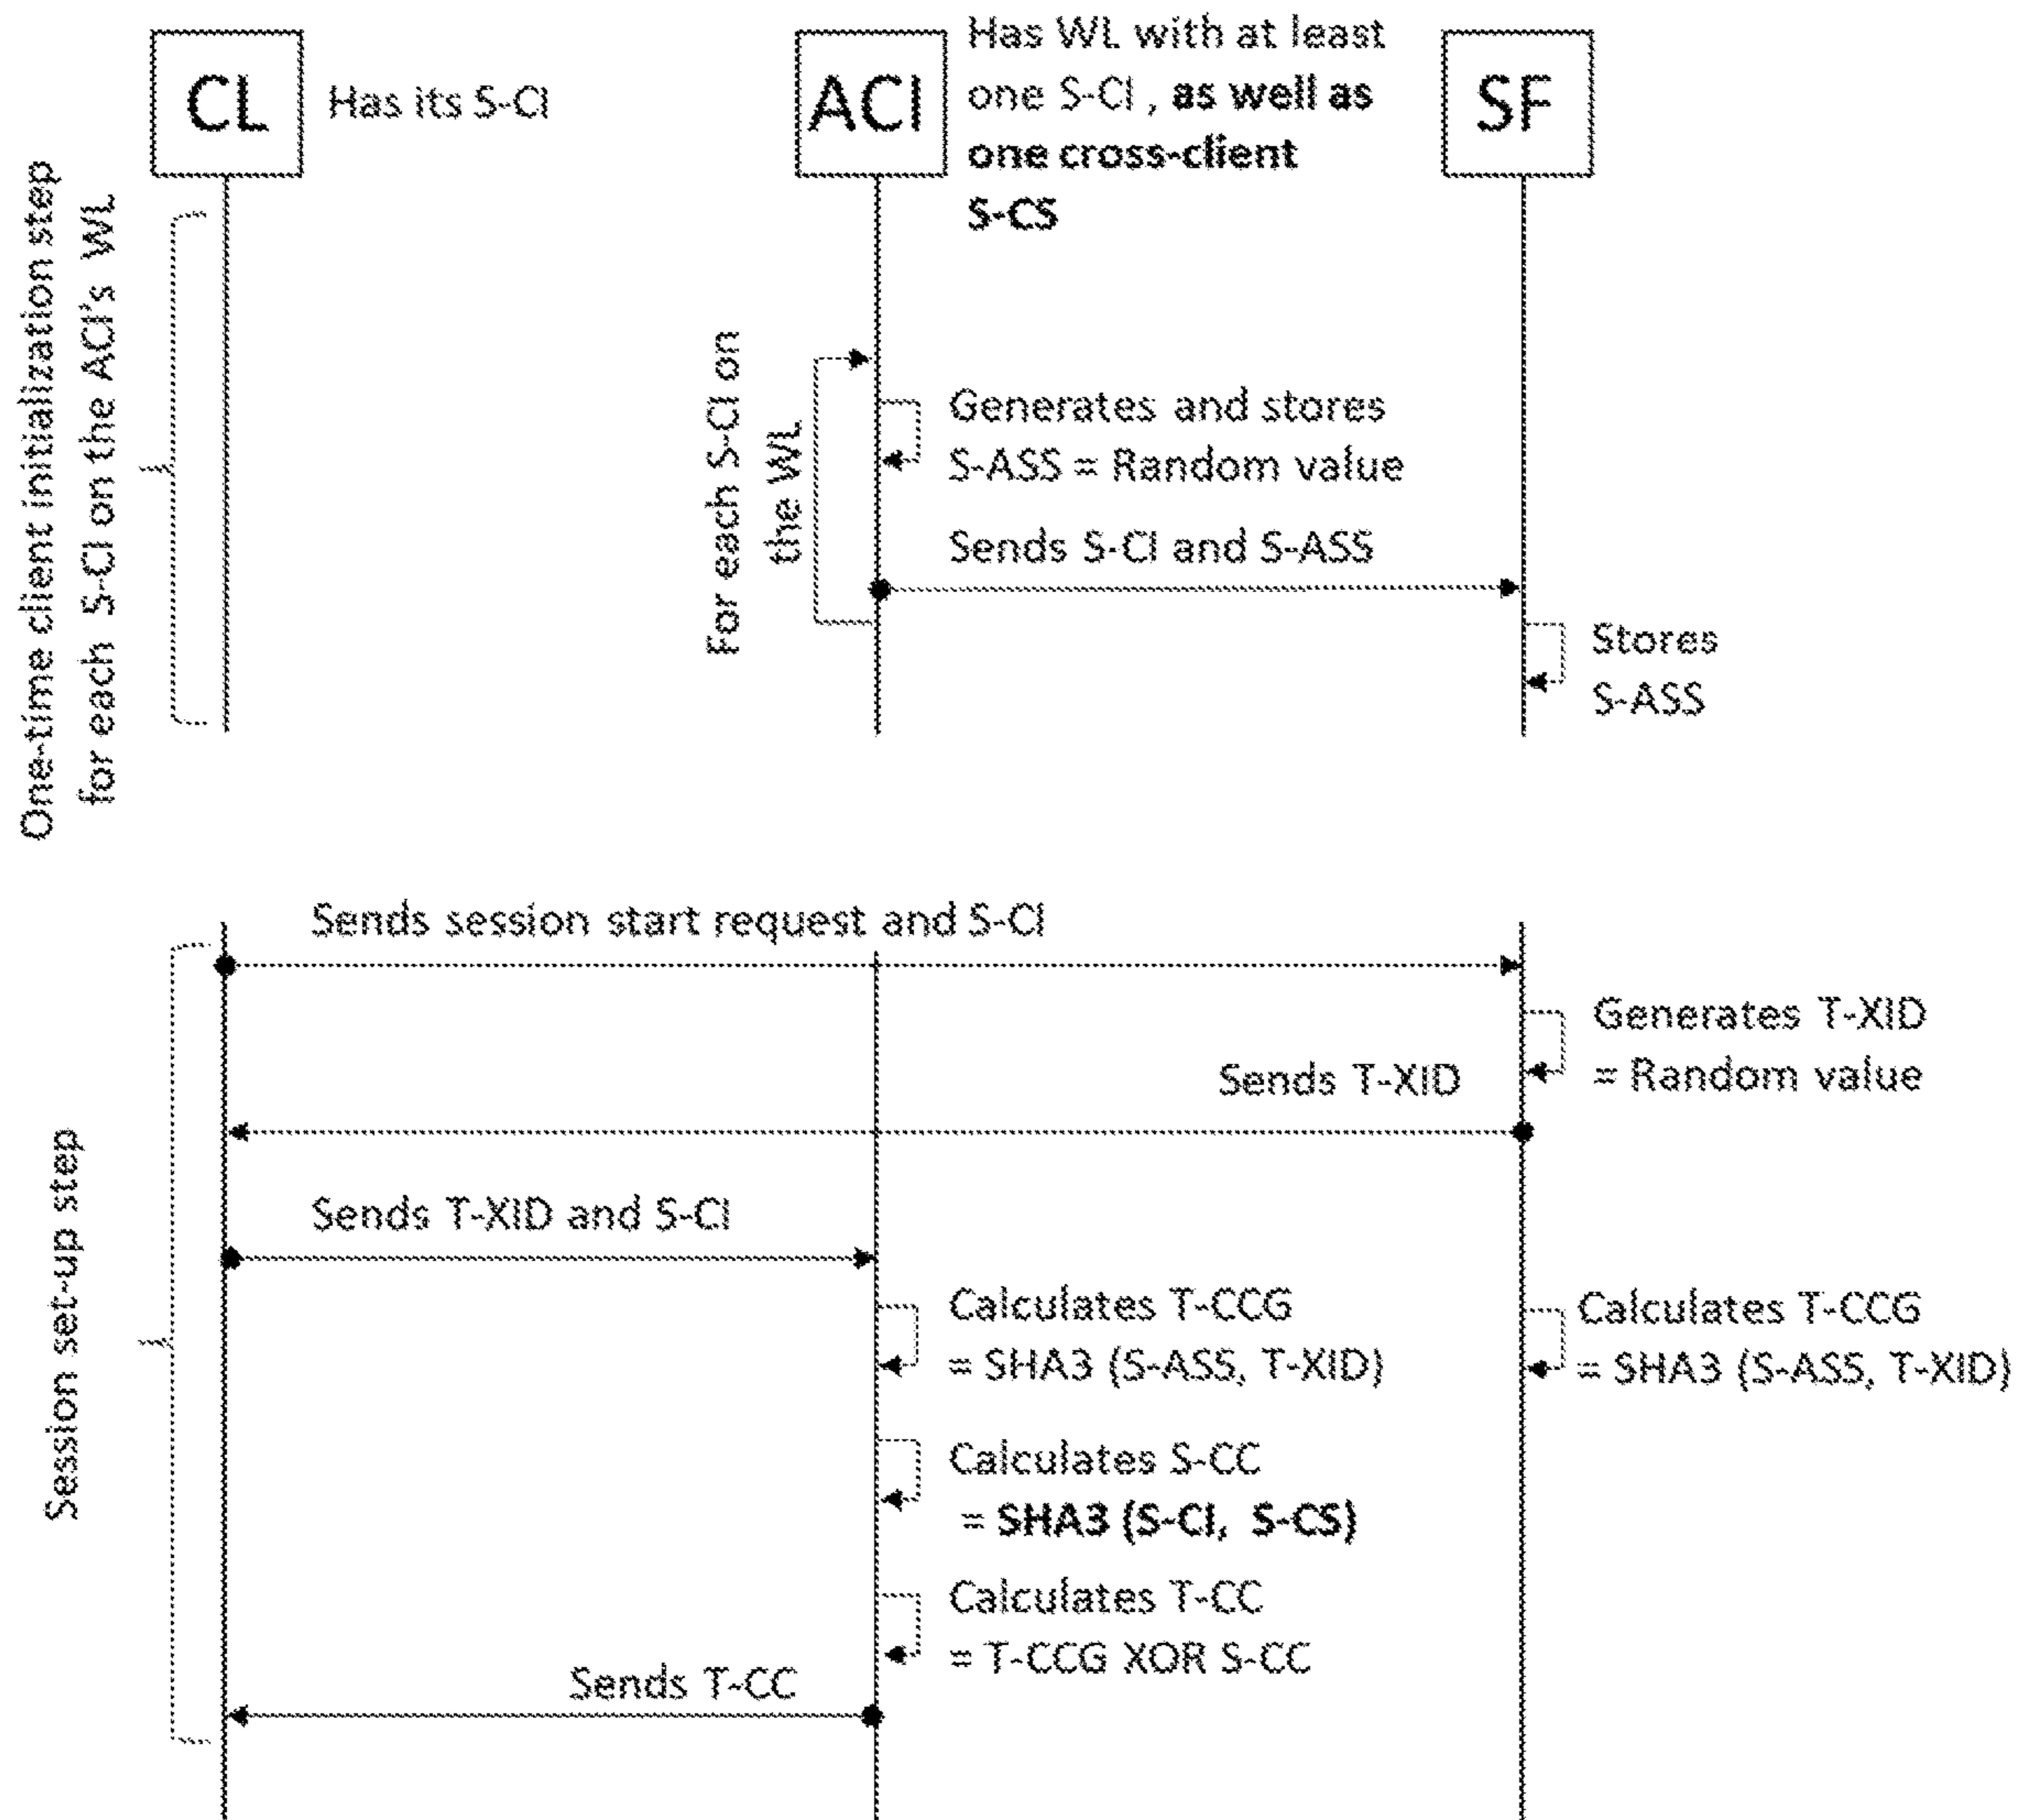 CL
Has its S-CI
ACI
Has WL with at least
one S-CI , as well as
one cross-client
S-CS
SF
One-time client initialization step
for each S-CI on the ACI's WL
For each S-CI on
the WL
Generates and stores
S-ASS = Random value
Sends S-CI and S-ASS
Stores
S-ASS
Session set-up step
Sends session start request and S-CI
Generates T-XID
= Random value
Sends T-XID
Sends T-XID and S-CI
Calculates T-CCG
= SHA3 (S-ASS, T-XID)
Calculates T-CCG
= SHA3 (S-ASS, T-XID)
Calculates S-CC
= SHA3 (S-CI, S-CS)
Calculates T-CC
= T-CCG XOR S-CC
Sends T-CC